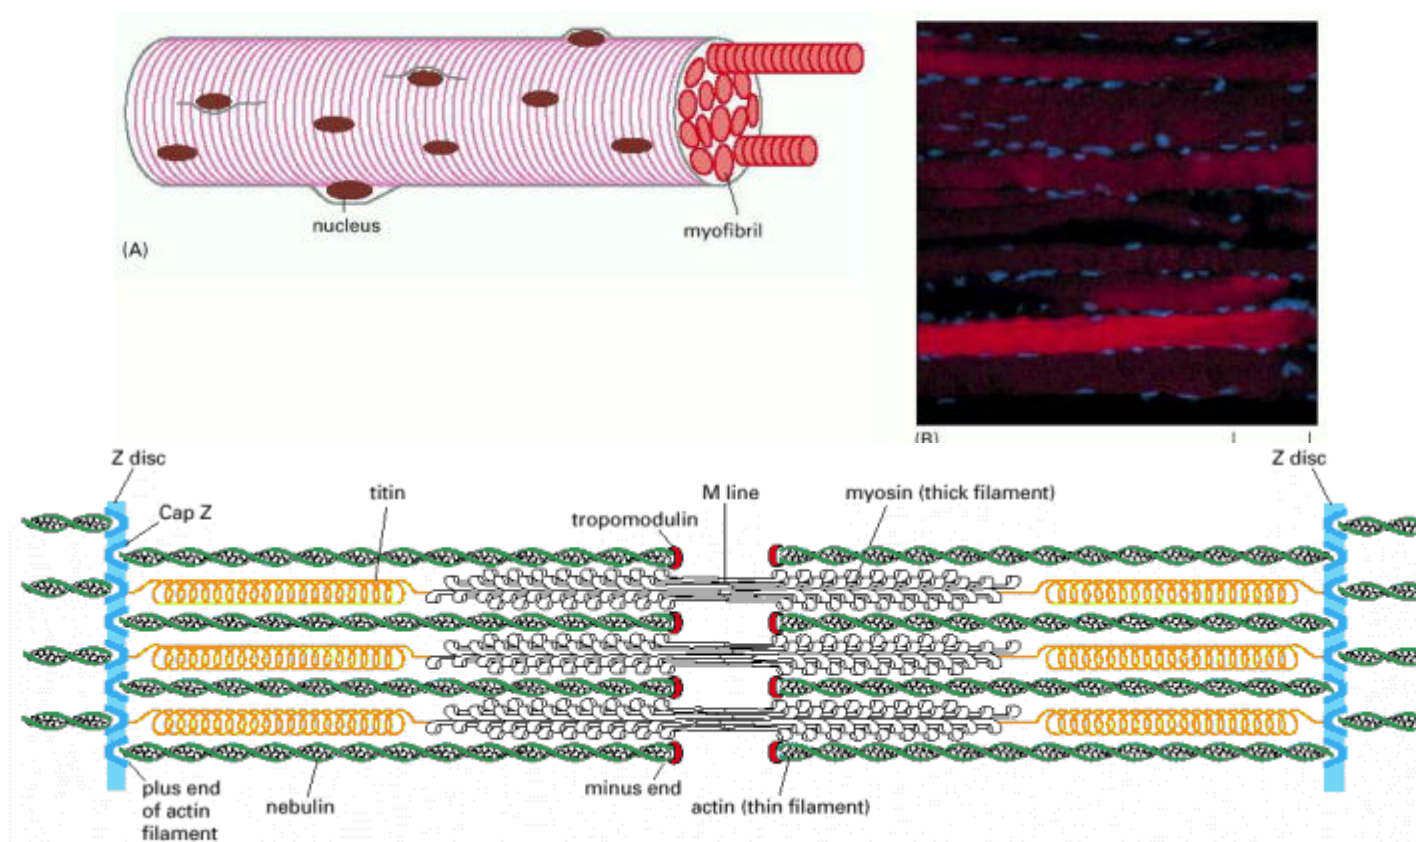 nucleus
myofibril
(A)
(B)
Z disc
Z disc
titin
M line
myosin (thick filament)
Cap Z
tropomodulin
plus end
of actin
filament
nebulin
minus end
actin (thin filament)